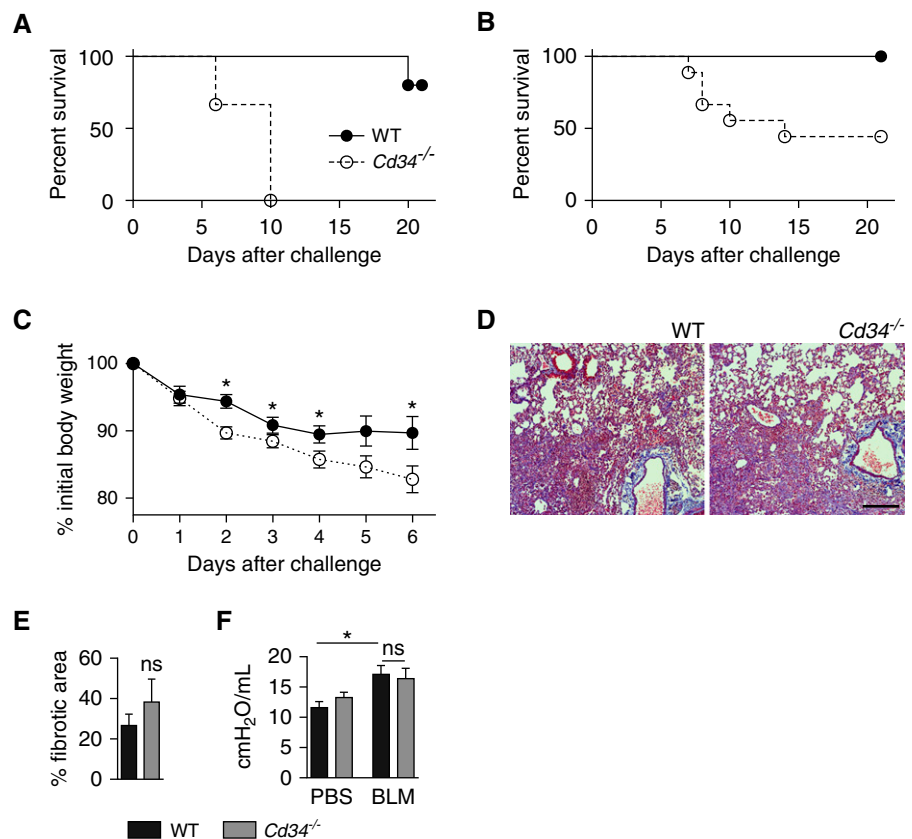 A
Percent survival
100
50
0
0 5 10 15 20
Days after challenge
WT
Cd34-/-
B
Percent survival
100
50
0
0 5 10 15 20
Days after challenge
C
% initial body weight
100
90
80
* * * *
0 1 2 3 4 5 6
Days after challenge
D
WT Cd34-/-
E
% fibrotic area
60
40
20
0
ns
F
cmH2O/mL
20
15
10
5
0
* ns
PBS BLM
WT Cd34-/-